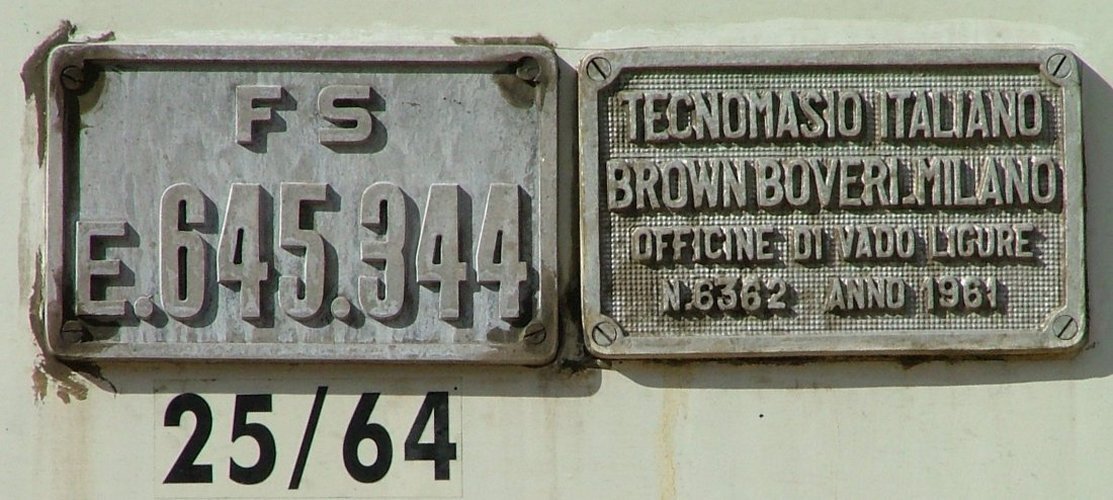 FS
E.645.344
TECNOMASIO ITALIANO
BROWN BOVERI.MILANO
OFFICINE DI VADO LIGURE
N.6362 ANNO 1961
25/64